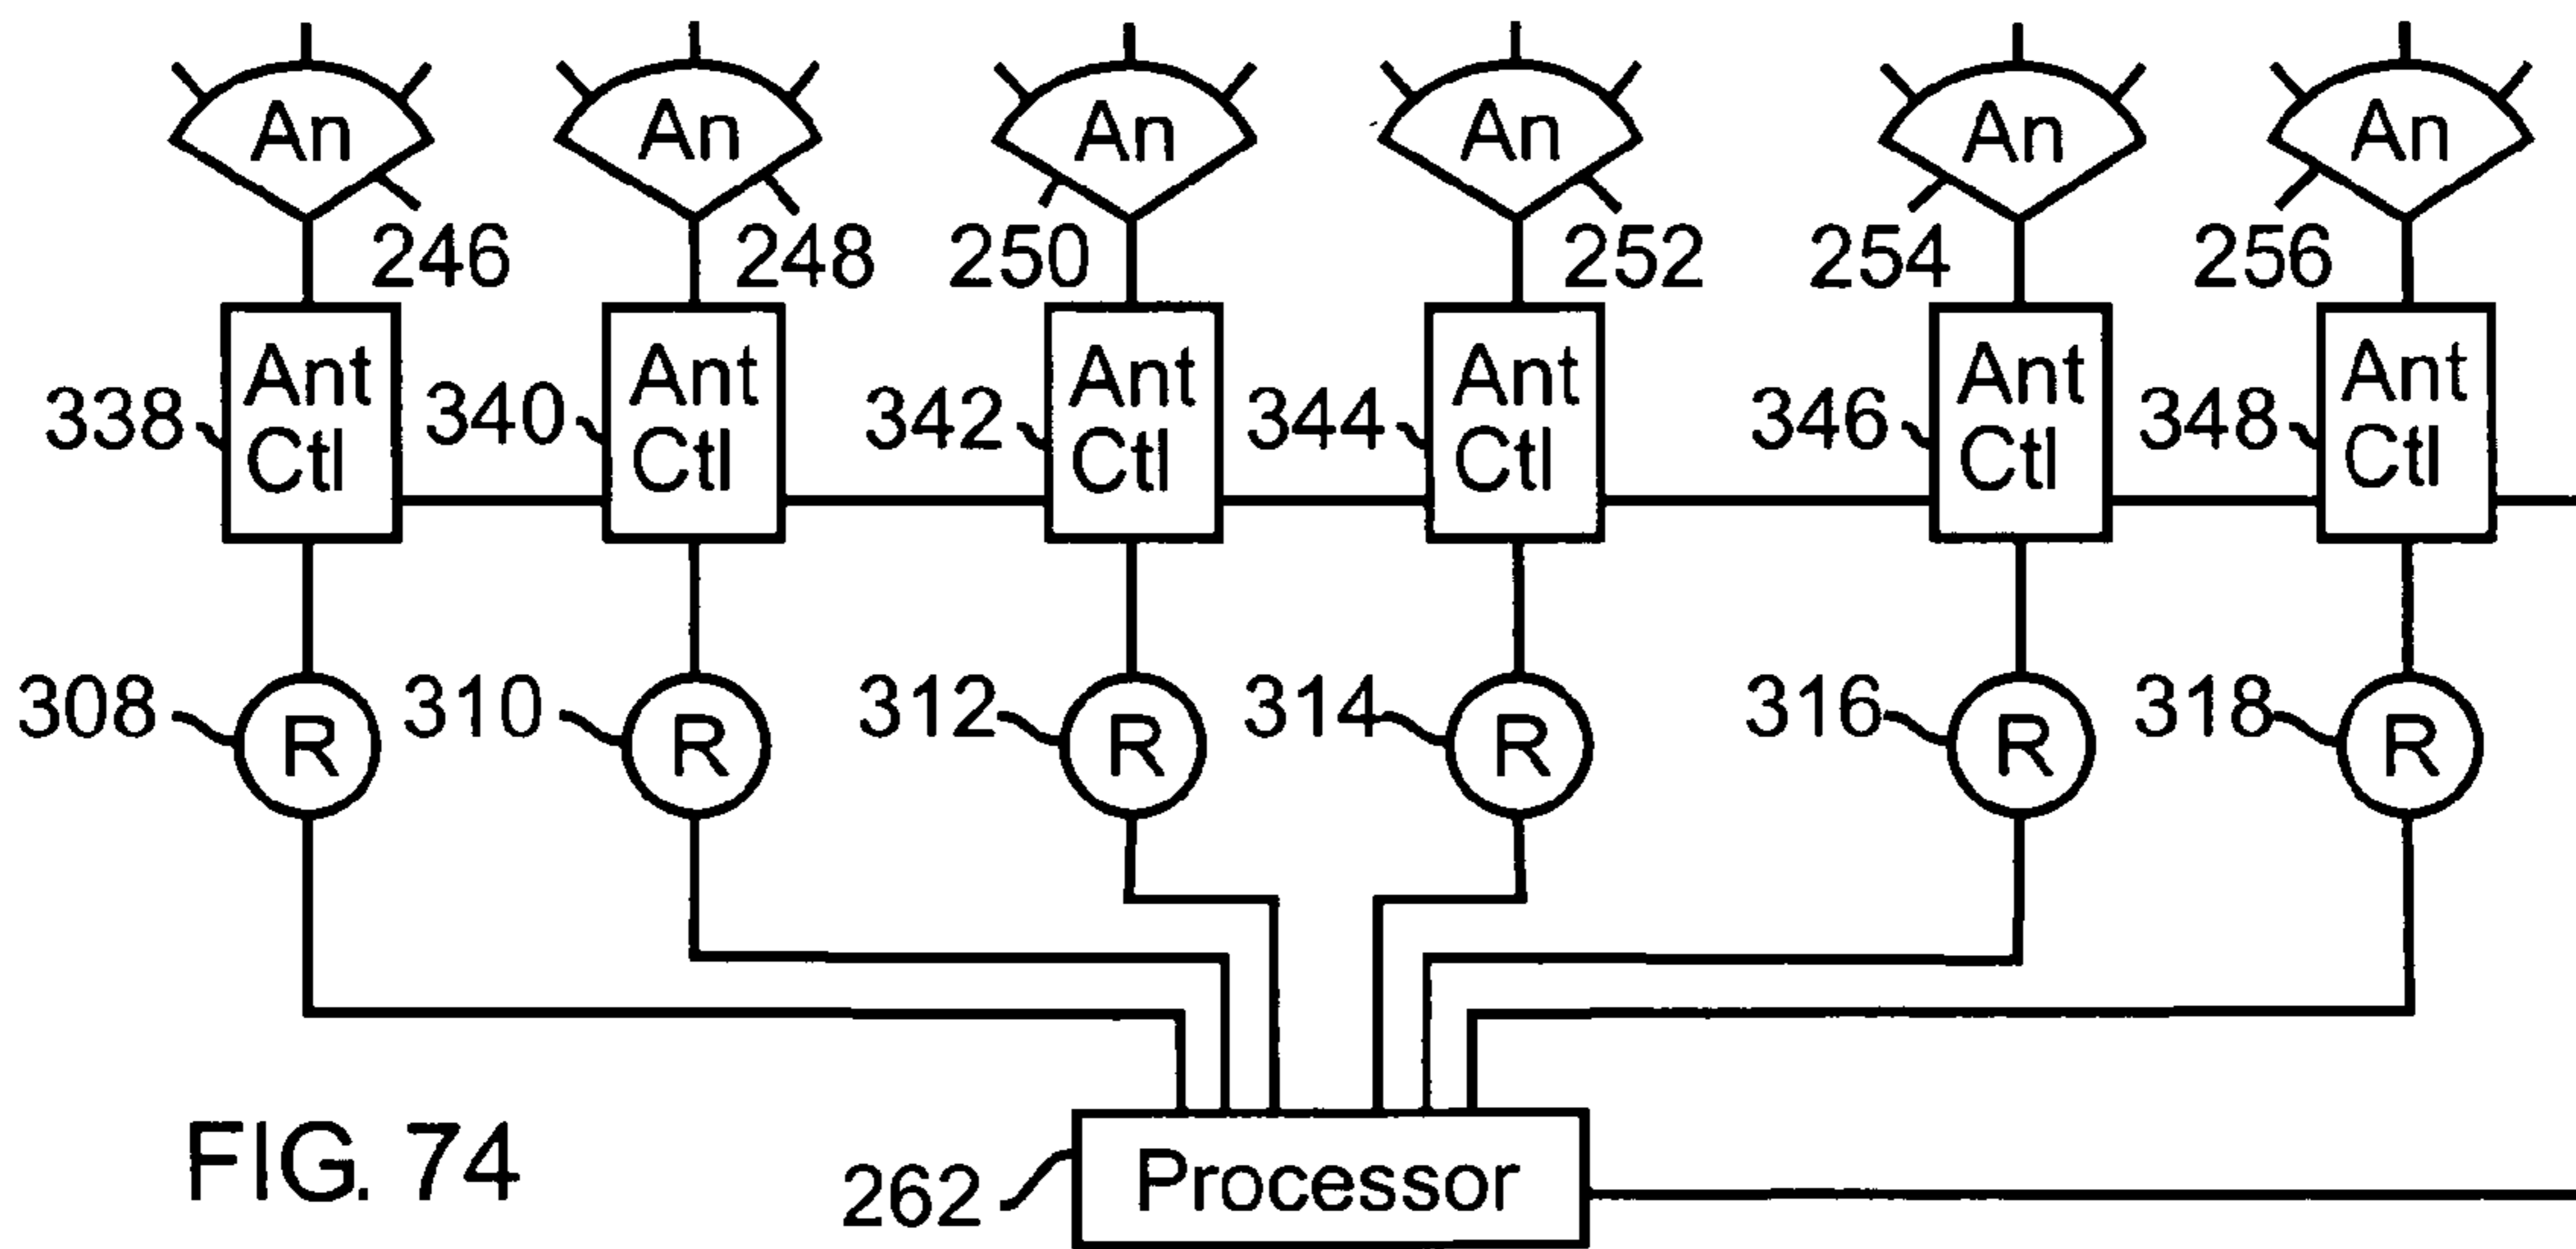 An An An An An An
246 248 250 252 254 256
Ant Ctl Ant Ctl Ant Ctl Ant Ctl Ant Ctl Ant Ctl
338 340 342 344 346 348
308 R 310 R 312 R 314 R 316 R 318 R
FIG. 74
262 Processor